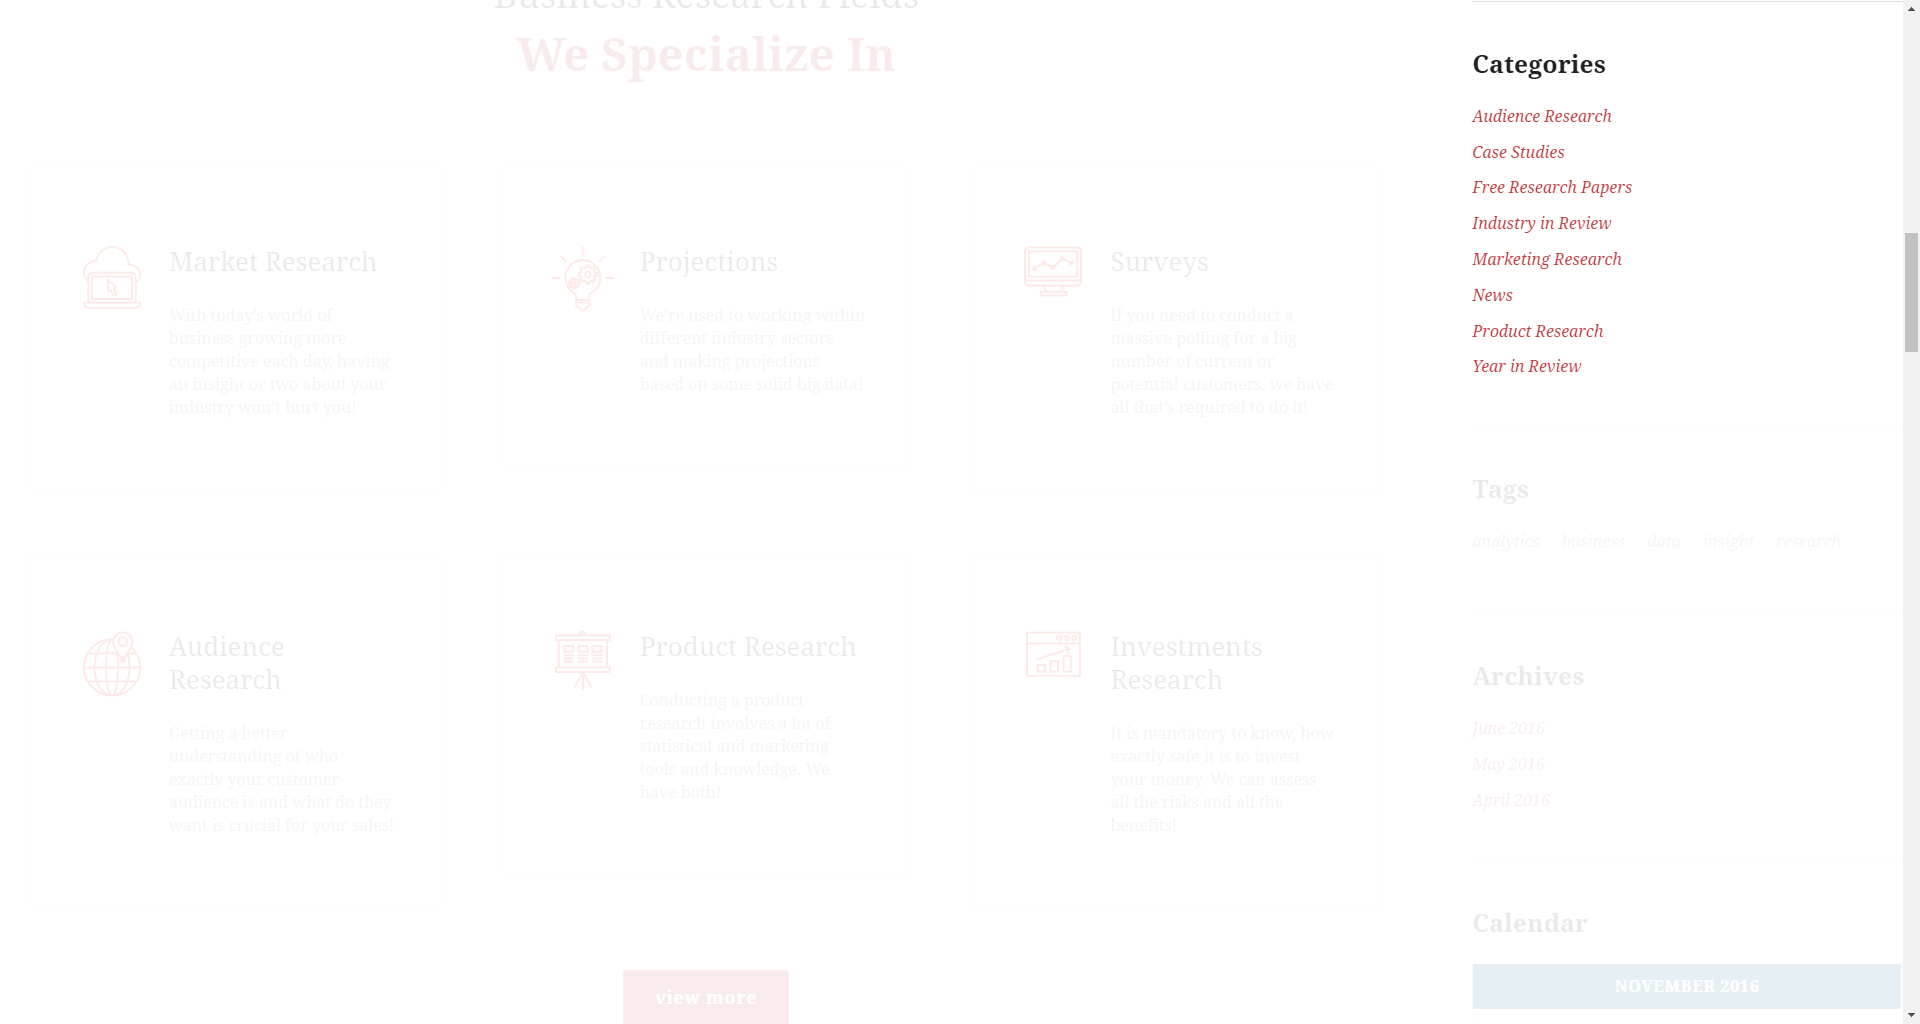 Business Research Fields
We Specialize In
Market Research
With today's world of
business growing more
competitive each day, having
an insight or two about your
industry won't hurt you!
Projections
We're used to working within
different industry sectors
and making projections
based on some solid big data!
Surveys
If you need to conduct a
massive polling for a big
number of current or
potential customers, we have
all that's required to do it!
Audience
Research
Getting a better
understanding of who
exactly your customer
audience is and what do they
want is crucial for your sales!
Product Research
Conducting a product
research involves a lot of
statistical and marketing
tools and knowledge. We
have both!
Investments
Research
It is mandatory to know, how
exactly safe it is to invest
your money. We can assess
all the risks and all the
benefits!
view more
Categories
Audience Research
Case Studies
Free Research Papers
Industry in Review
Marketing Research
News
Product Research
Year in Review
Tags
analytics business data insight research
Archives
June 2016
May 2016
April 2016
Calendar
NOVEMBER 2016